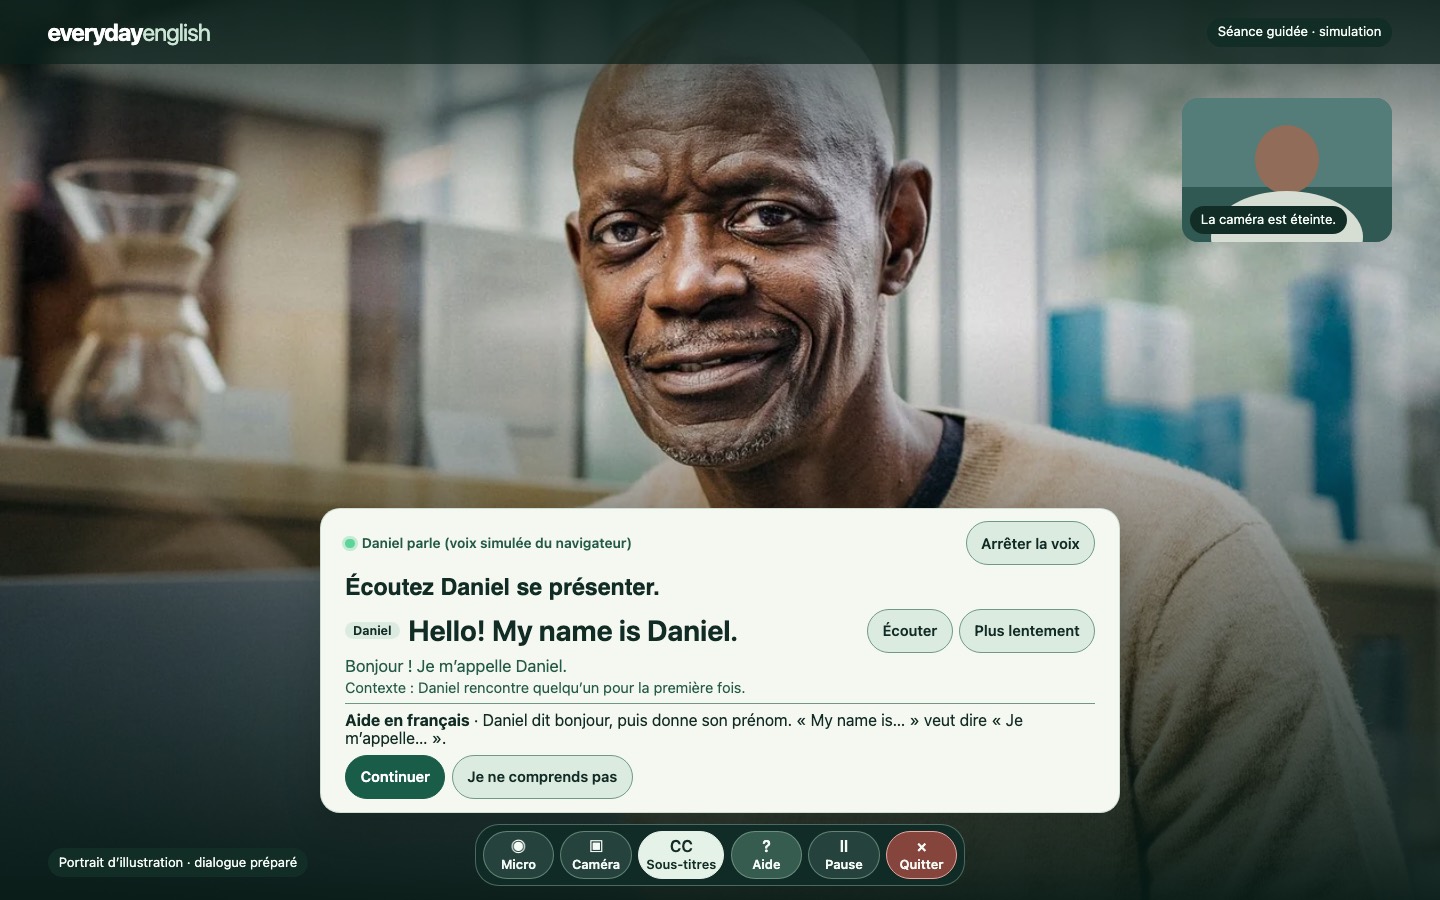 everydayenglish
Séance guidée · simulation
La caméra est éteinte.
Daniel parle (voix simulée du navigateur)
Arrêter la voix
Écoutez Daniel se présenter.
Daniel
Hello! My name is Daniel.
Écouter
Plus lentement
Bonjour ! Je m’appelle Daniel.
Contexte : Daniel rencontre quelqu’un pour la première fois.
Aide en français · Daniel dit bonjour, puis donne son prénom. « My name is... » veut dire « Je
m’appelle... ».
Continuer
Je ne comprends pas
Portrait d’illustration · dialogue préparé
Micro
Caméra
CC
Sous-titres
?
Aide
Pause
×
Quitter